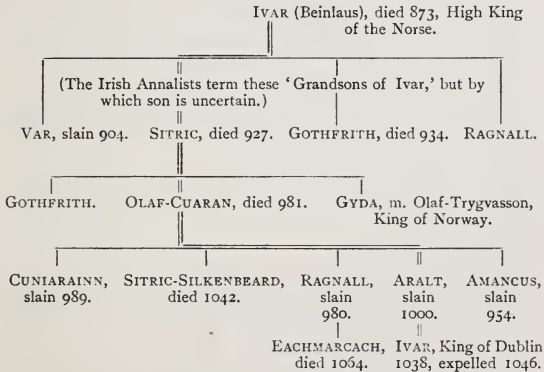 IVAR (Beinlaus), died 873, High King
of the Norse.
(The Irish Annalists term these 'Grandsons of Ivar,' but by
which son is uncertain.)
VAR, slain 904. SITRIC, died 927. GOTHFRITH, died 934. RAGNALL.
GOTHFRITH. OLAF-CUARAN, died 981. GYDA, m. Olaf-Trygvasson,
King of Norway.
CUNIARAINN, SITRIC-SILKENBEARD, RAGNALL, ARALT, AMANCUS,
slain 989. died 1042. slain slain slain
980. 1000. 954.
EACHMARCACH, IVAR, King of Dublin
died 1064. 1038, expelled 1046.